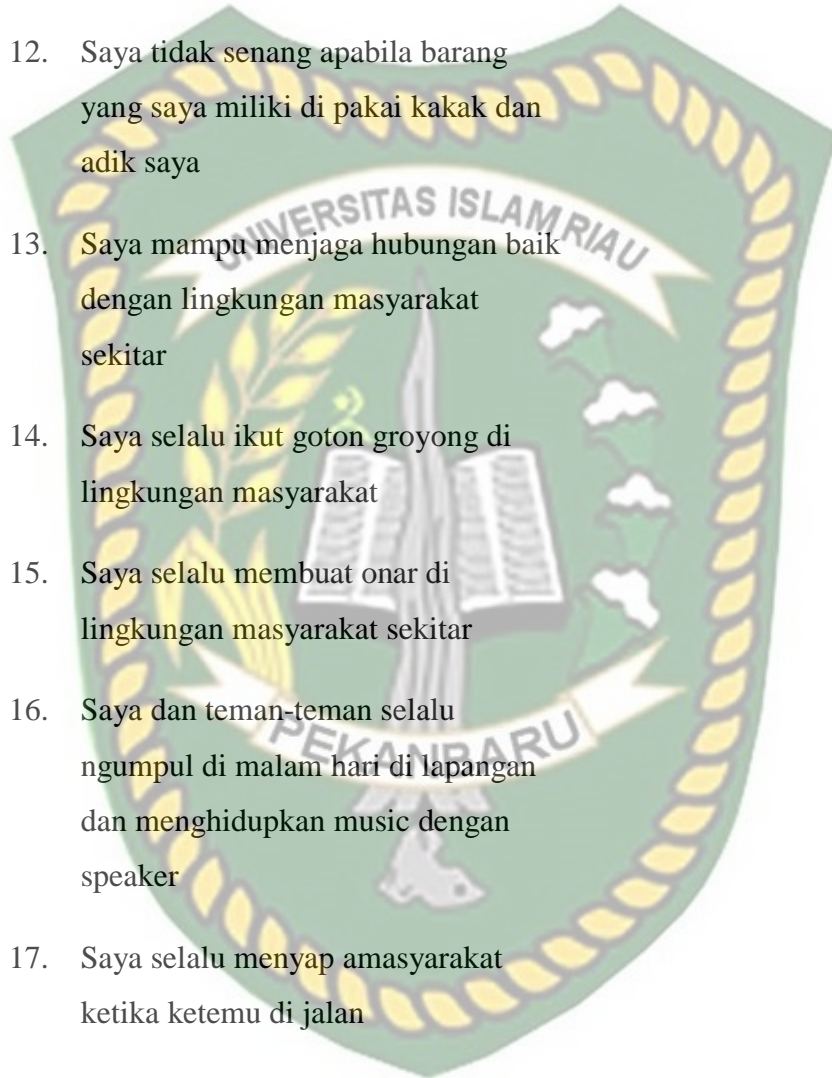 12. Saya tidak senang apabila barang
yang saya miliki di pakai kakak dan
adik saya
UNIVERSITAS ISLAM RIAU
13. Saya mampu menjaga hubungan baik
dengan lingkungan masyarakat
sekitar
14. Saya selalu ikut goton groyong di
lingkungan masyarakat
15. Saya selalu membuat onar di
lingkungan masyarakat sekitar
16. Saya dan teman-teman selalu
ngumpul di malam hari di lapangan
dan menghidupkan music dengan
speaker
PEKANBARU
17. Saya selalu menyap amasyarakat
ketika ketemu di jalan